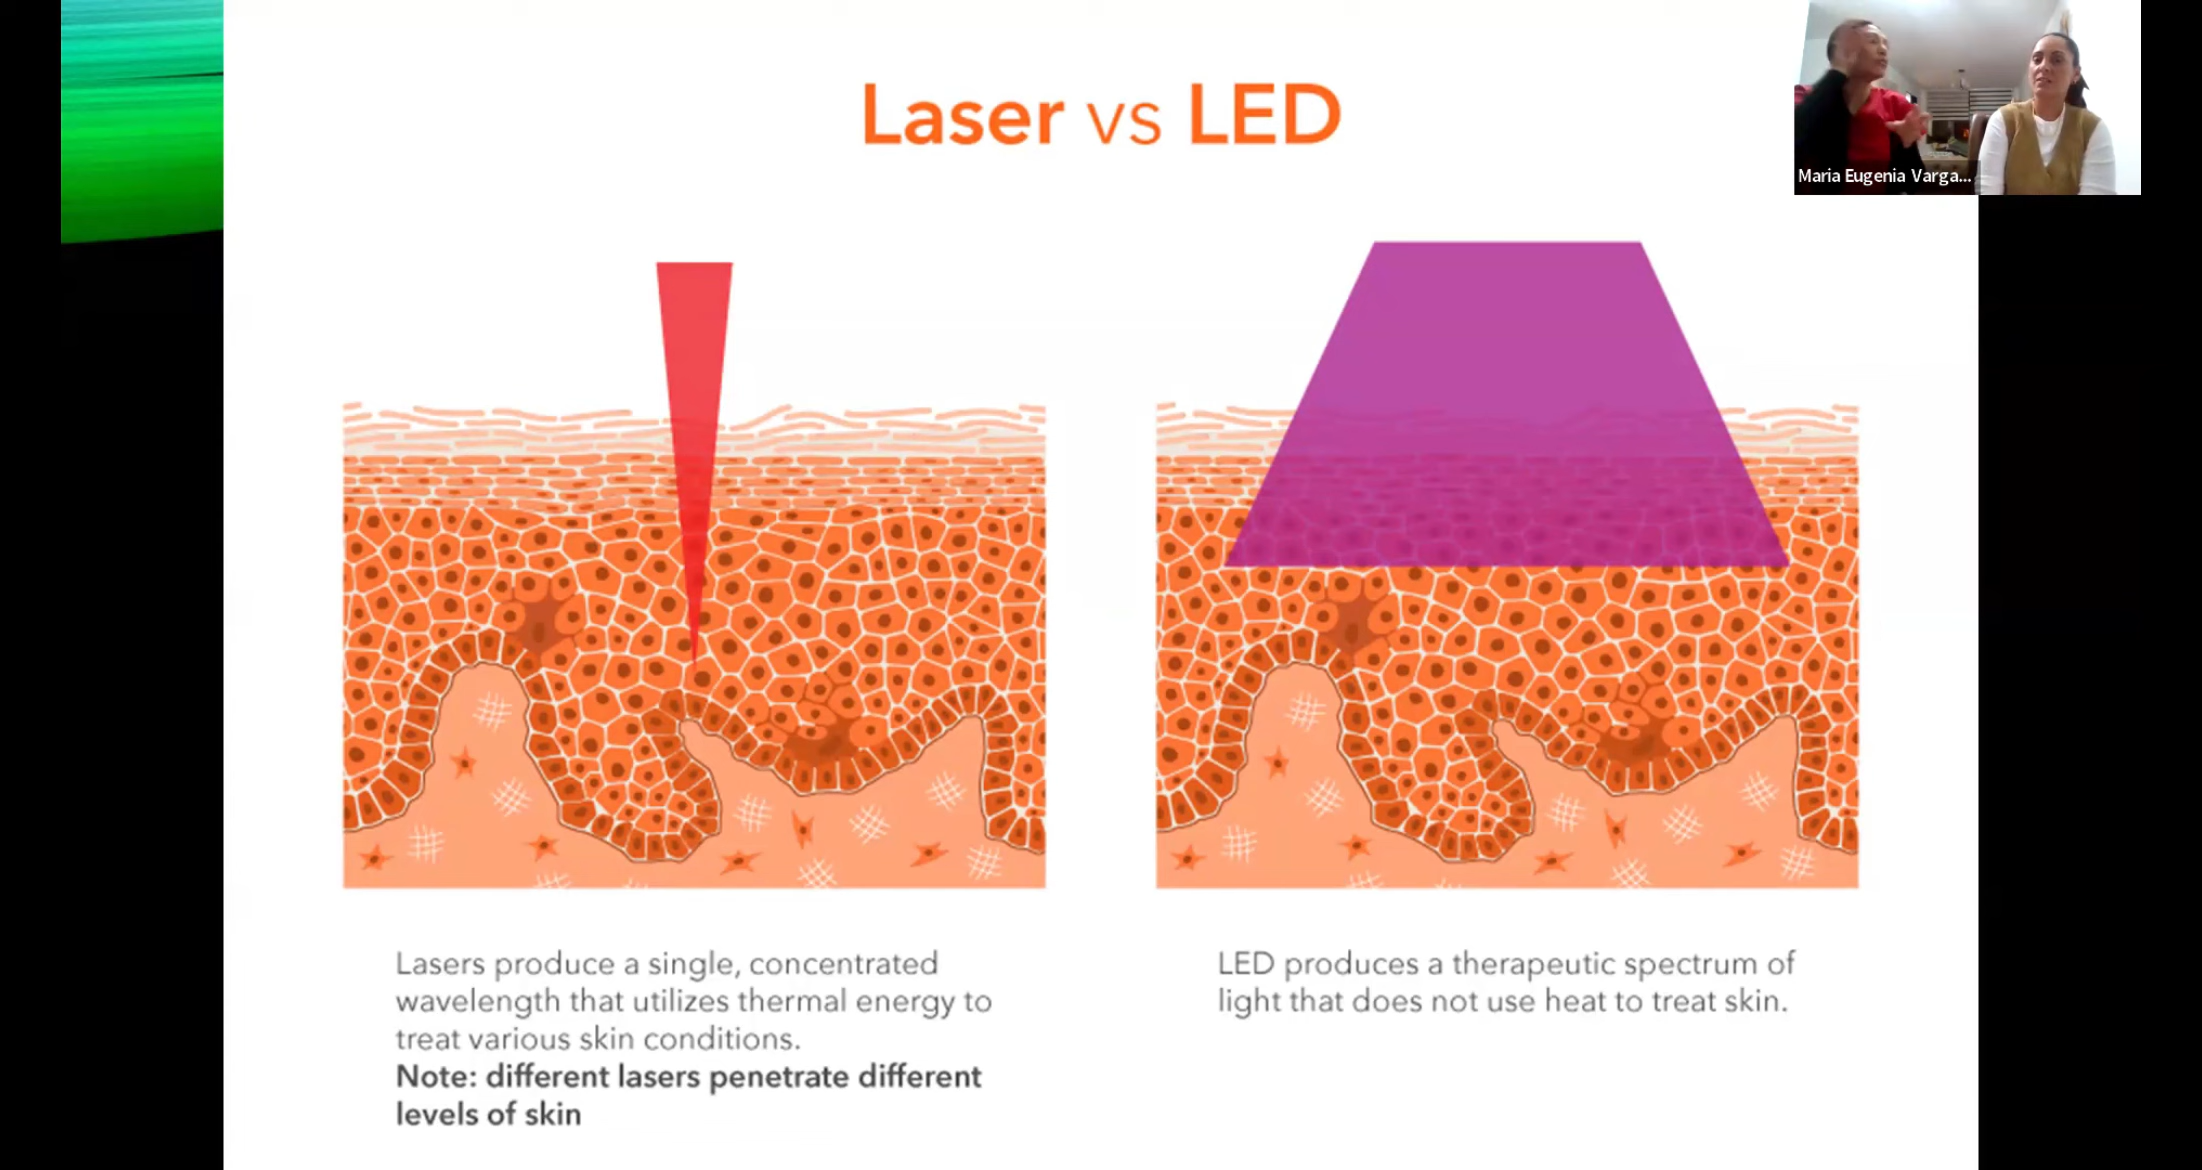 Laser vs LED
Maria Eugenia Varga...
Lasers produce a single, concentrated
wavelength that utilizes thermal energy to
treat various skin conditions.
Note: different lasers penetrate different
levels of skin
LED produces a therapeutic spectrum of
light that does not use heat to treat skin.